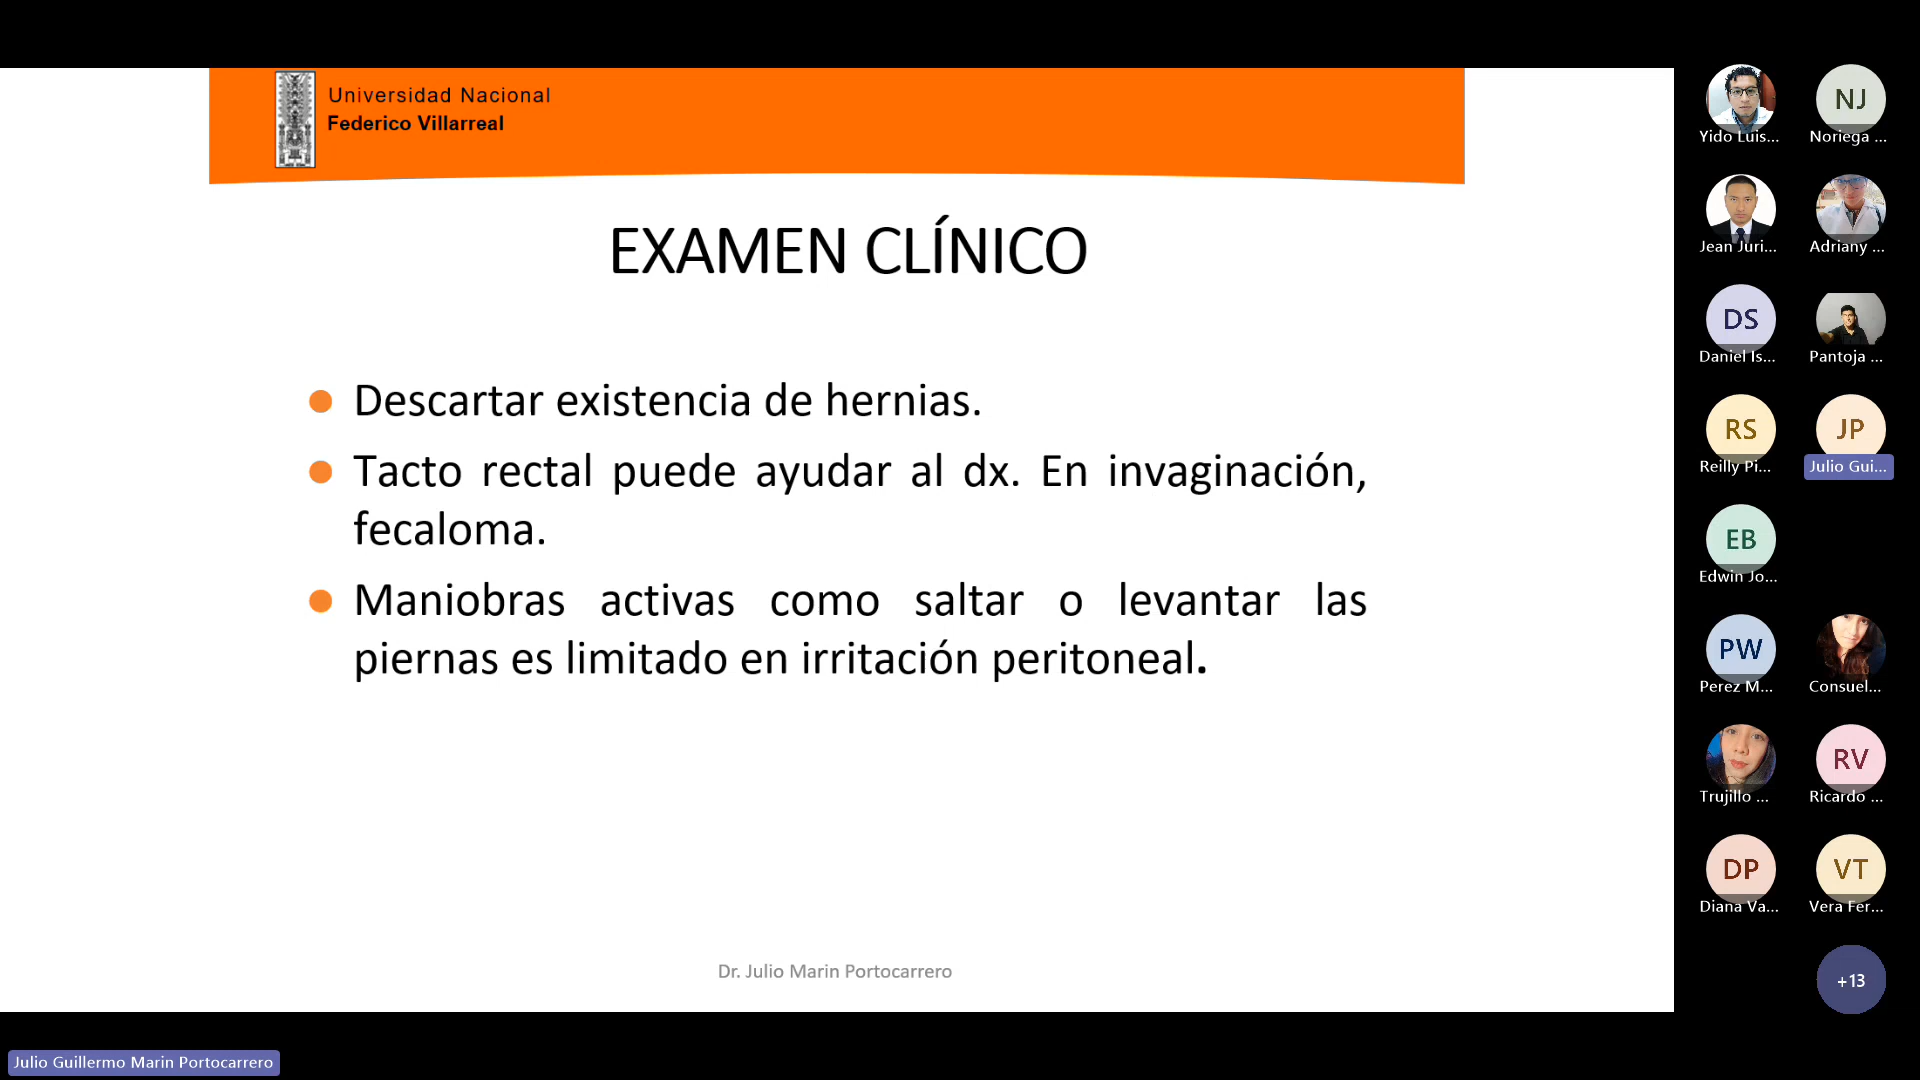 Universidad Nacional
Federico Villarreal
EXAMEN CLÍNICO
Descartar existencia de hernias.
Tacto rectal puede ayudar al dx. En invaginación,
fecaloma.
Maniobras activas como saltar o levantar las
piernas es limitado en irritación peritoneal.
Dr. Julio Marin Portocarrero
Julio Guillermo Marin Portocarrero
Yido Luis...
NJ
Noriega ...
Jean Juri...
Adriany ...
DS
Daniel Is...
Pantoja ...
RS
Reilly Pi...
JP
Julio Gui...
EB
Edwin Jo...
PW
Perez M...
Consuel...
Trujillo ...
RV
Ricardo ...
DP
Diana Va...
VT
Vera Fer...
+13